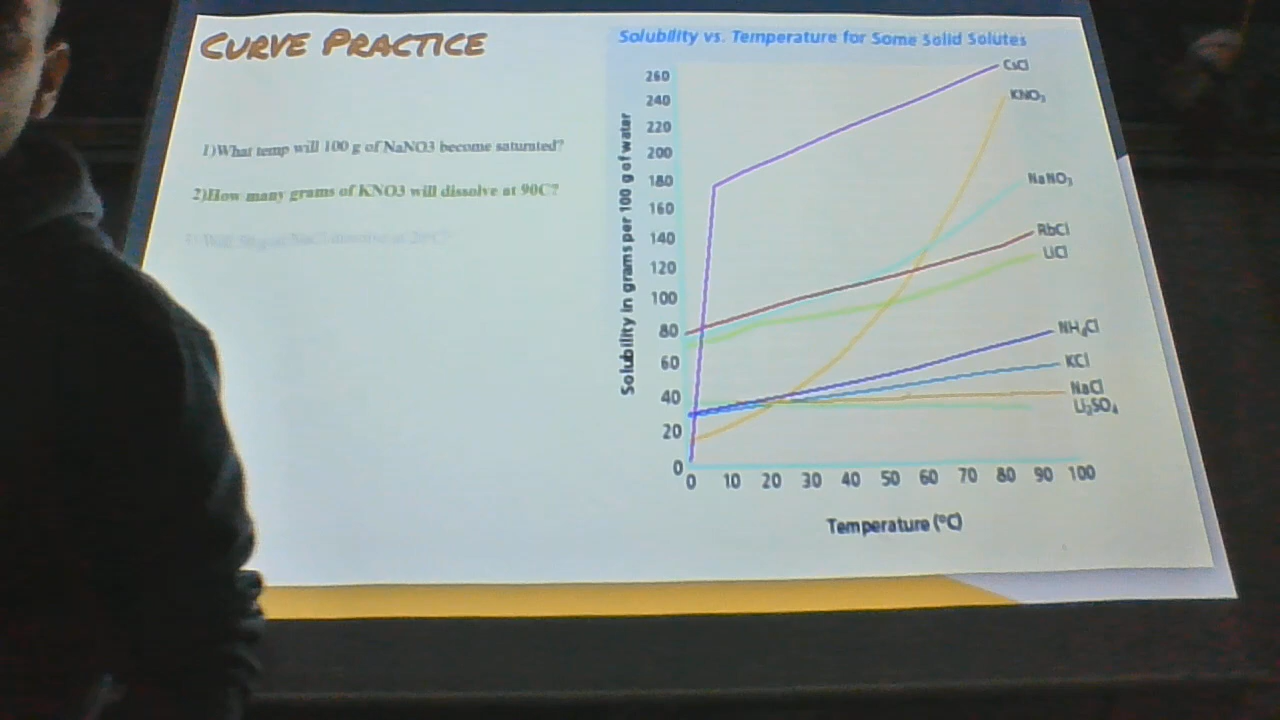 CURVE PRACTICE
1)What temp will 100 g of NaNO3 become saturated?
2)How many grams of KNO3 will dissolve at 90C?
Solubility vs. Temperature for Some Solid Solutes
Solubility in grams per 100 g of water
260
240
220
200
180
160
140
120
100
80
60
40
20
0
0 10 20 30 40 50 60 70 80 90 100
Temperature (°C)
CsCl
KNO₃
NaNO₃
RbCl
LiCl
NH₄Cl
KCl
NaCl
Li₂SO₄